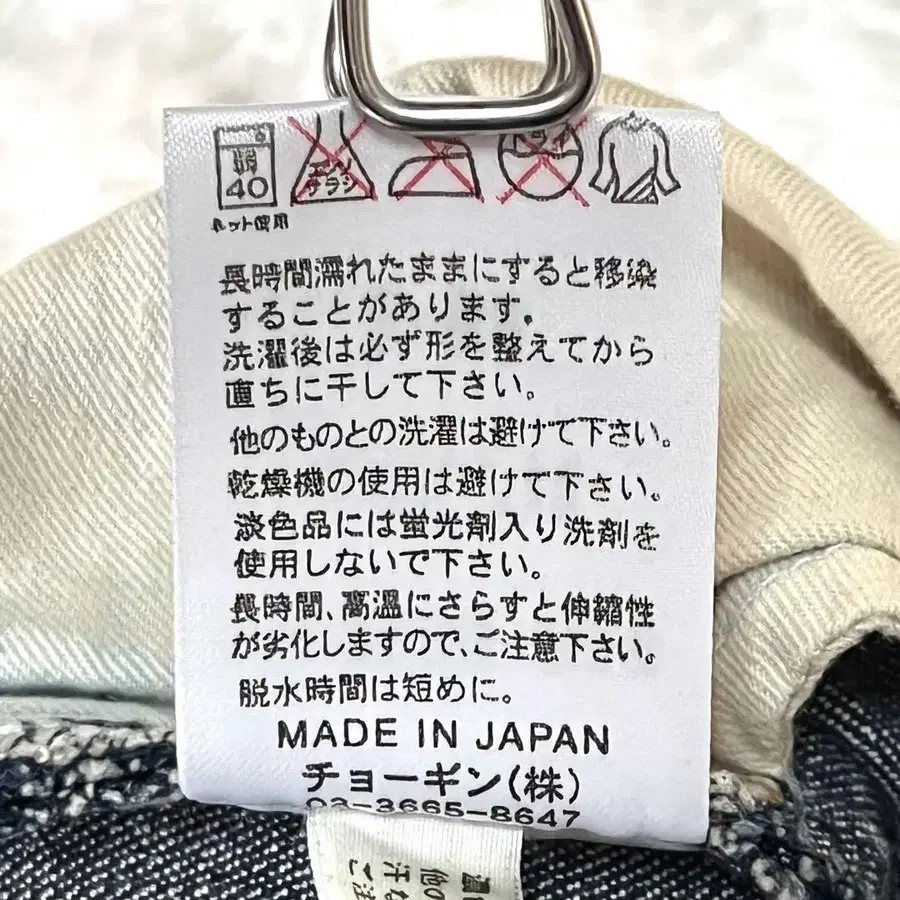 40
エンソ
サラシ
ネット使用
長時間濡れたままにすると移染
することがあります。
洗濯後は必ず形を整えてから
直ちに干して下さい。
他のものとの洗濯は避けて下さい。
乾燥機の使用は避けて下さい。
淡色品には蛍光剤入り洗剤を
使用しないで下さい。
長時間、高温にさらすと伸縮性
が劣化しますので、ご注意下さい。
脱水時間は短めに。
MADE IN JAPAN
チョーギン(株)
03-3665-8647